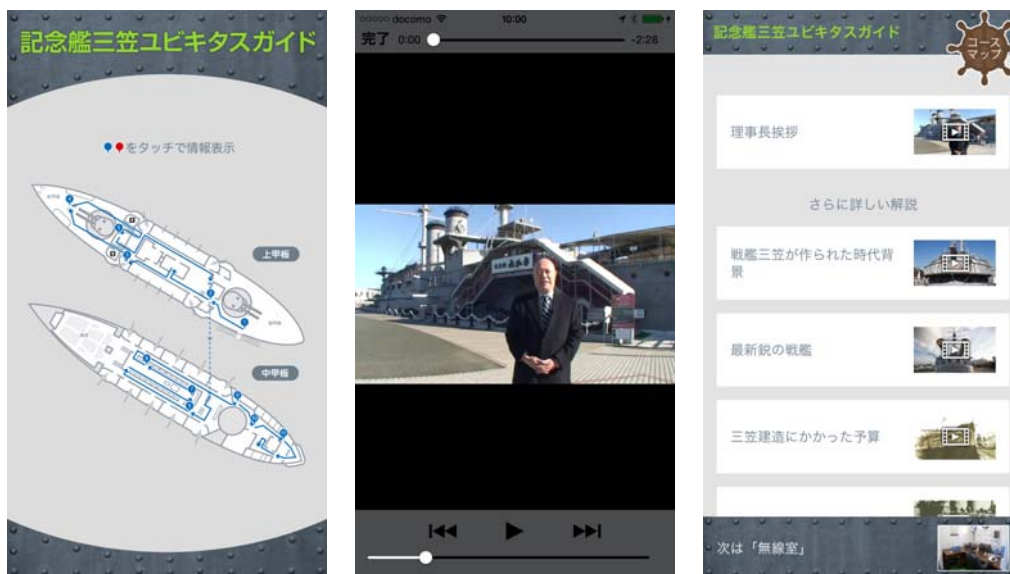 記念艦三笠ユビキタスガイド
をタッチで情報表示
上甲板
中甲板
docomo
10:00
完了
0:00
-2:28
記念艦三笠ユビキタスガイド
コース
マップ
理事長挨拶
さらに詳しい解説
戦艦三笠が作られた時代背
景
最新鋭の戦艦
三笠建造にかかった予算
次は「無線室」